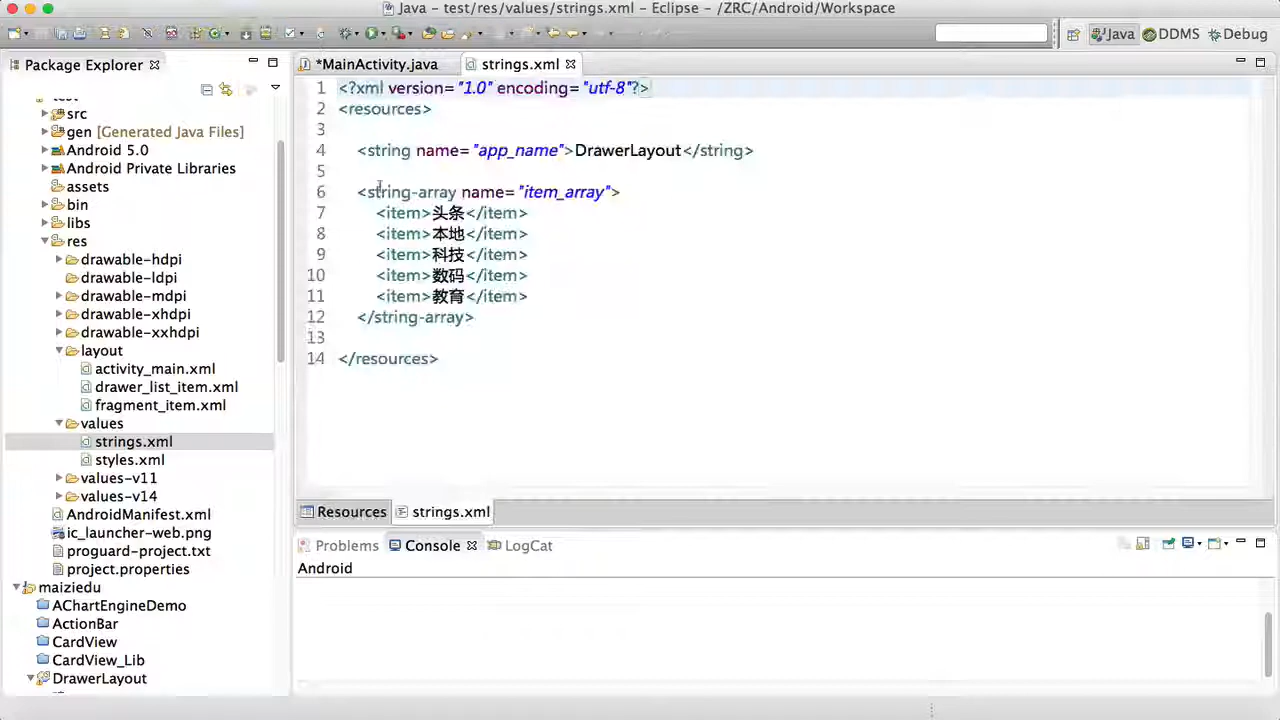 Java - test/res/values/strings.xml - Eclipse - /ZRC/Android/Workspace
Java
DDMS
Debug
Package Explorer
*MainActivity.java
strings.xml
src
gen [Generated Java Files]
Android 5.0
Android Private Libraries
assets
bin
libs
res
drawable-hdpi
drawable-ldpi
drawable-mdpi
drawable-xhdpi
drawable-xxhdpi
layout
activity_main.xml
drawer_list_item.xml
fragment_item.xml
values
strings.xml
styles.xml
values-v11
values-v14
AndroidManifest.xml
ic_launcher-web.png
proguard-project.txt
project.properties
maiziedu
AChartEngineDemo
ActionBar
CardView
CardView_Lib
DrawerLayout
1 <?xml version="1.0" encoding="utf-8"?>
2 <resources>
3
4 <string name="app_name">DrawerLayout</string>
5
6 <string-array name="item_array">
7 <item>头条</item>
8 <item>本地</item>
9 <item>科技</item>
10 <item>数码</item>
11 <item>教育</item>
12 </string-array>
13
14 </resources>
Resources
strings.xml
Problems
Console
LogCat
Android